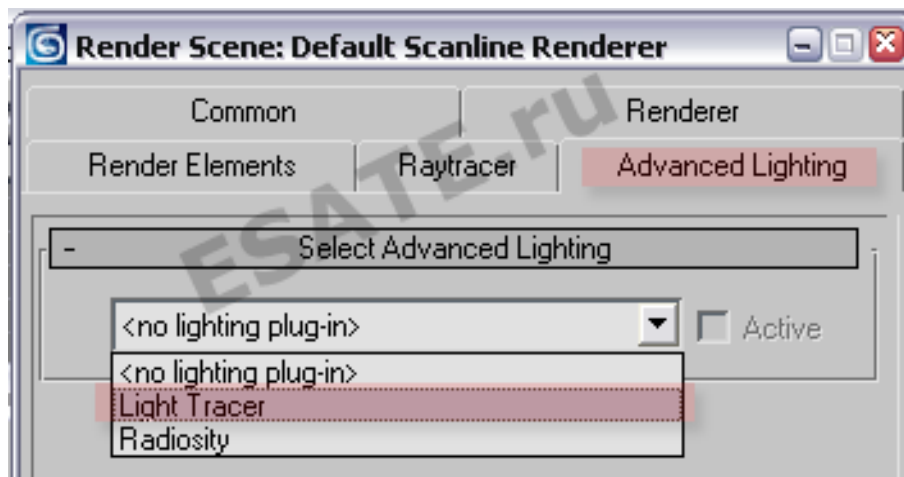 Render Scene: Default Scanline Renderer
Common Renderer
Render Elements Raytracer Advanced Lighting
- Select Advanced Lighting
<no lighting plug-in> Active
<no lighting plug-in>
Light Tracer
Radiosity
ESATE.ru